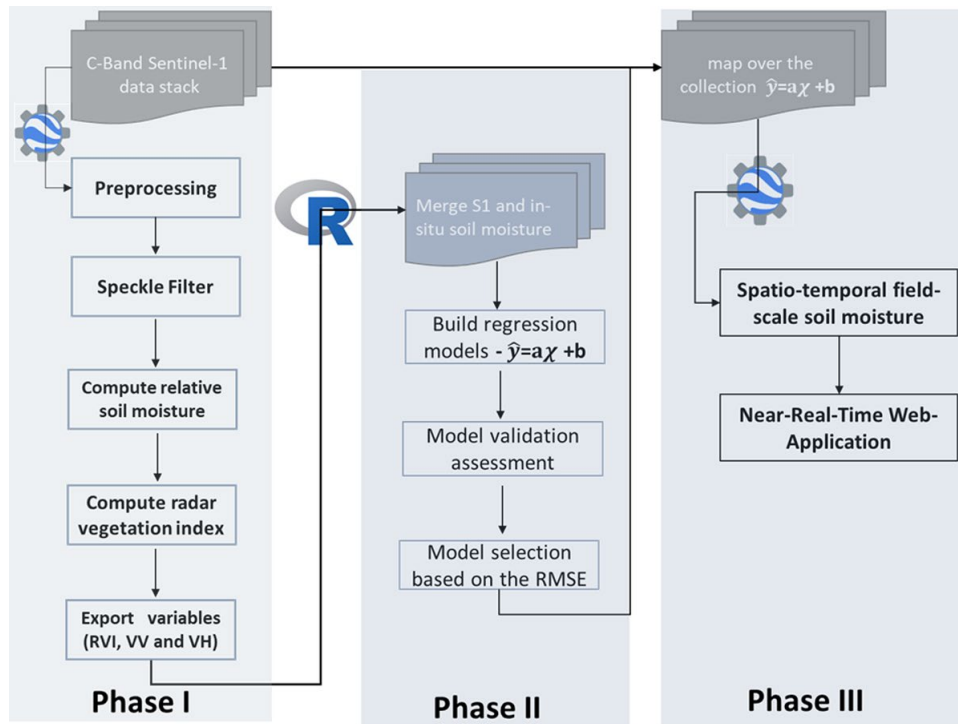 C-Band Sentinel-1
data stack
Preprocessing
Speckle Filter
Compute relative
soil moisture
Compute radar
vegetation index
Export variables
(RVI, VV and VH)
Phase I
R
Merge S1 and in-
situ soil moisture
Build regression
models - ŷ=aχ +b
Model validation
assessment
Model selection
based on the RMSE
Phase II
map over the
collection ŷ=aχ +b
Spatio-temporal field-
scale soil moisture
Near-Real-Time Web-
Application
Phase III